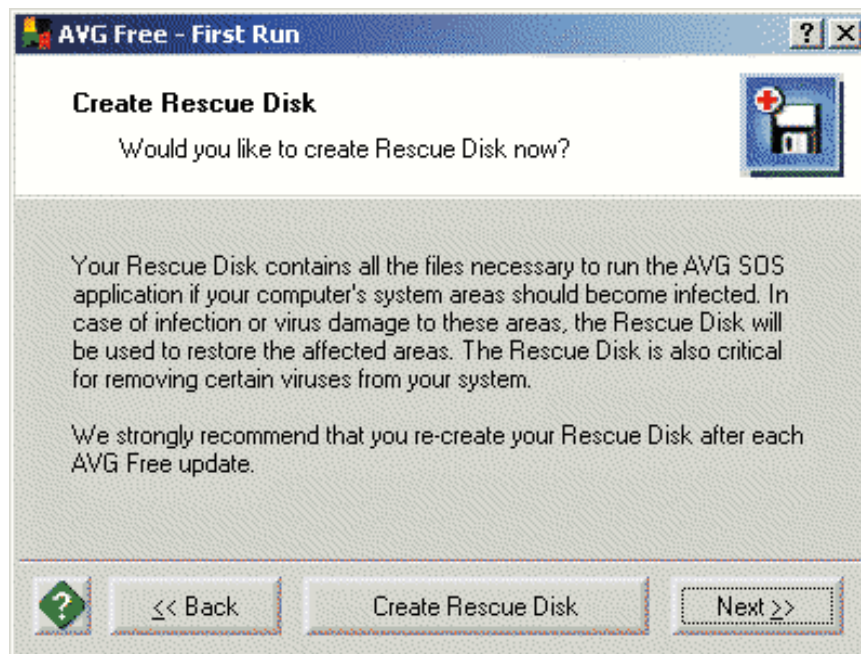 AVG Free - First Run
Create Rescue Disk
Would you like to create Rescue Disk now?
Your Rescue Disk contains all the files necessary to run the AVG SOS
application if your computer's system areas should become infected. In
case of infection or virus damage to these areas, the Rescue Disk will
be used to restore the affected areas. The Rescue Disk is also critical
for removing certain viruses from your system.
We strongly recommend that you re-create your Rescue Disk after each
AVG Free update.
<< Back
Create Rescue Disk
Next >>